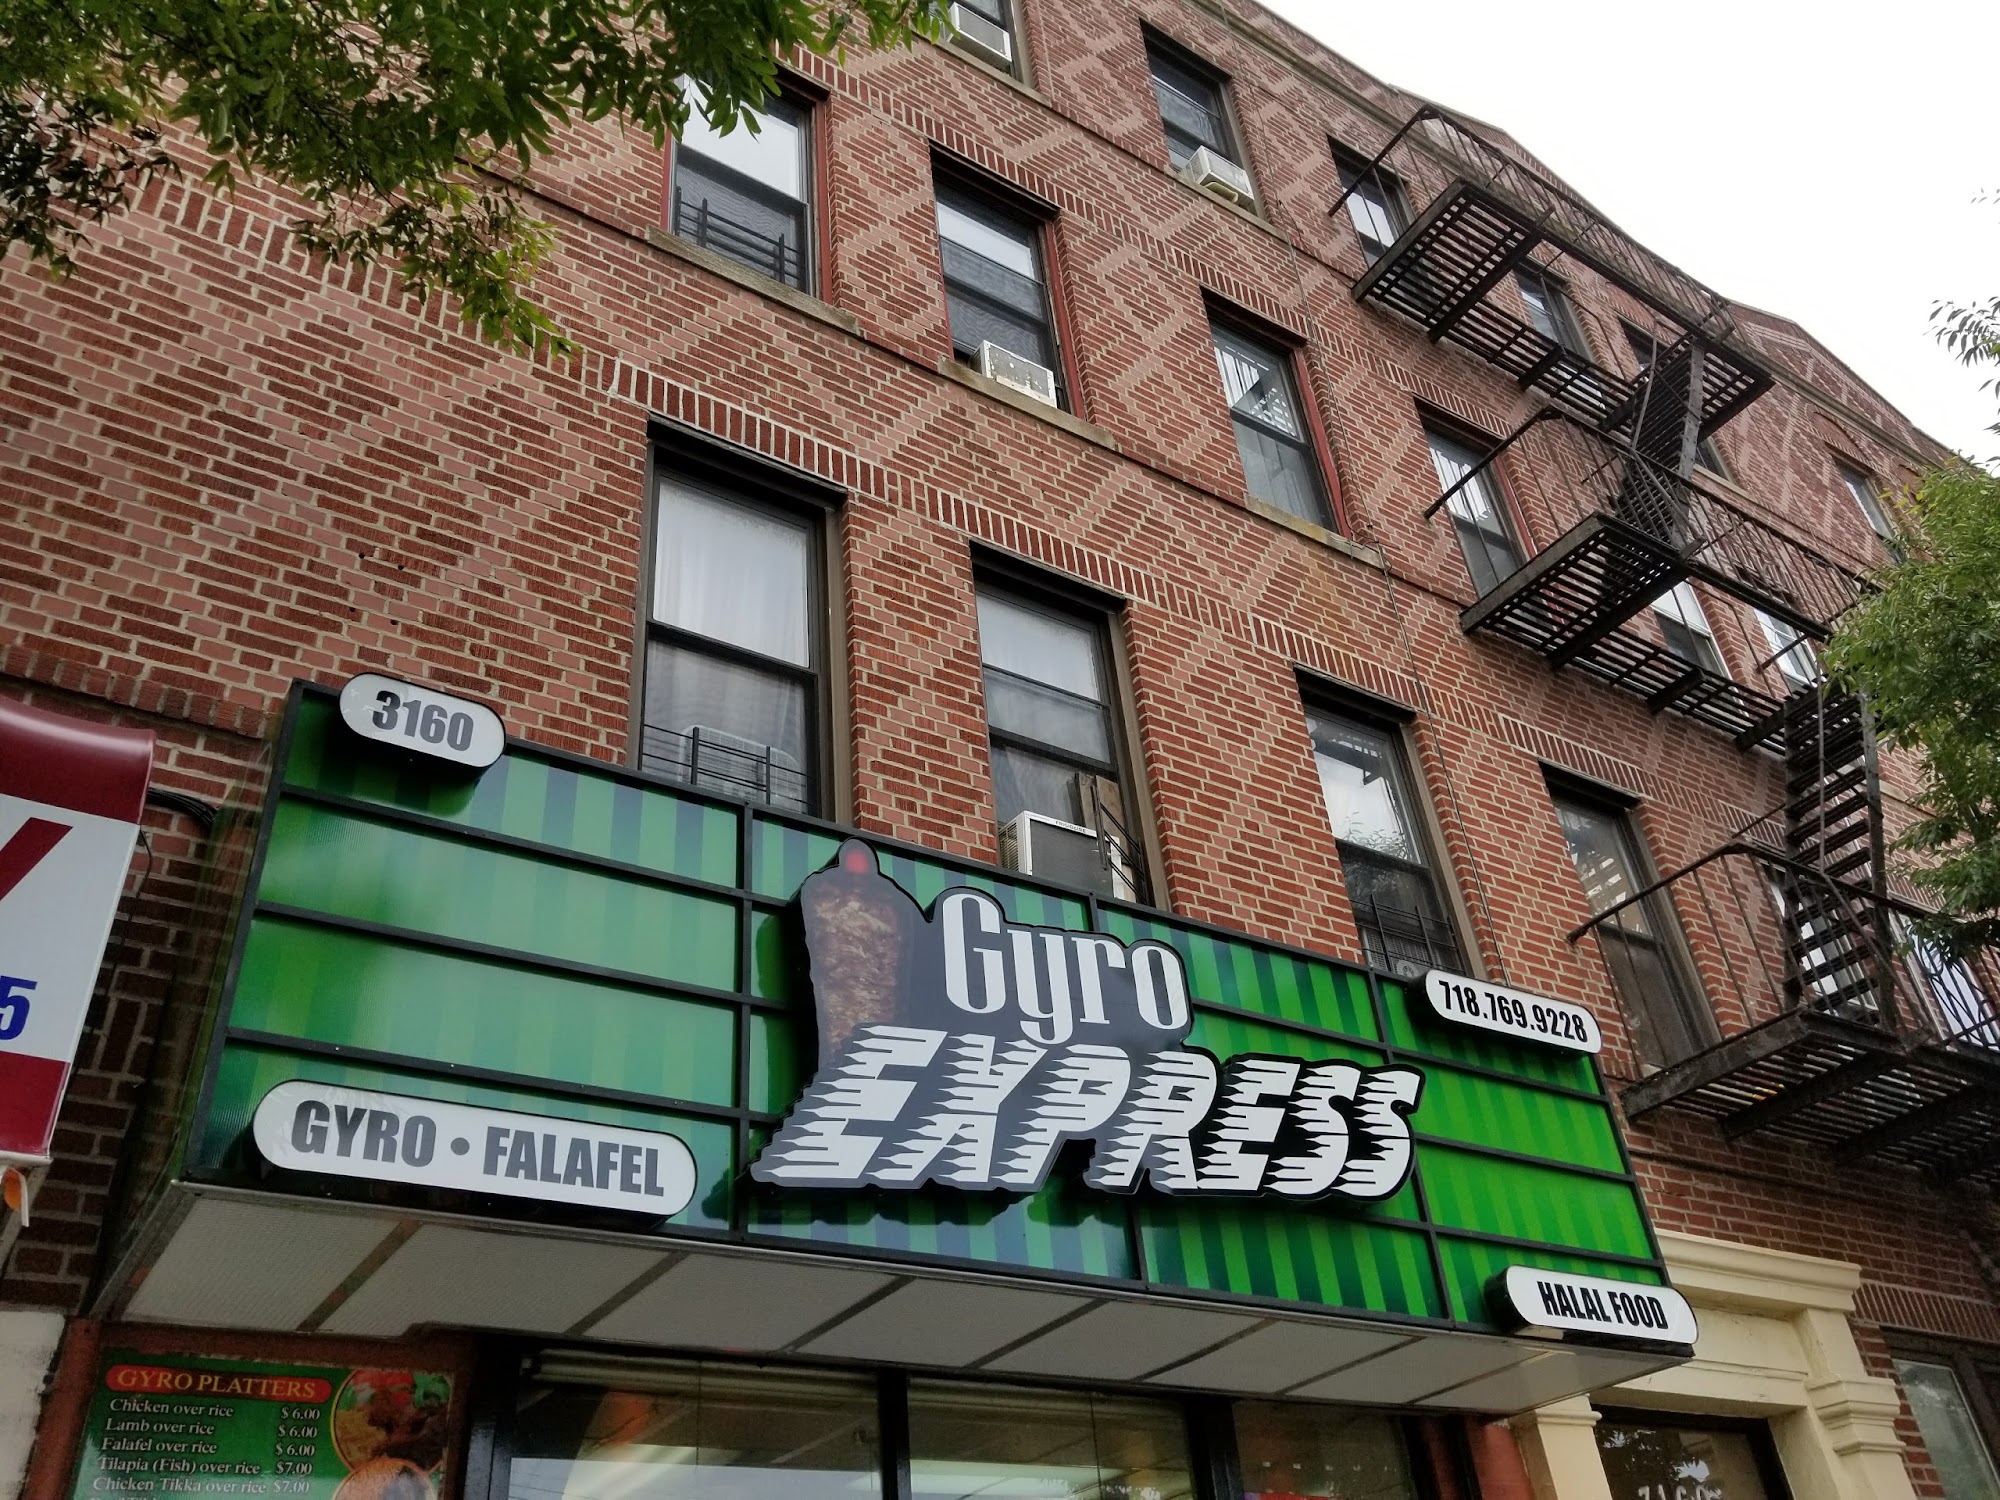 3160
Gyro
EXPRESS
718.769.9228
GYRO • FALAFEL
HALAL FOOD
5
GYRO PLATTERS
Chicken over rice $6.00
Lamb over rice $6.00
Falafel over rice $6.00
Tilapia (Fish) over rice $7.00
Chicken Tikka over rice $7.00